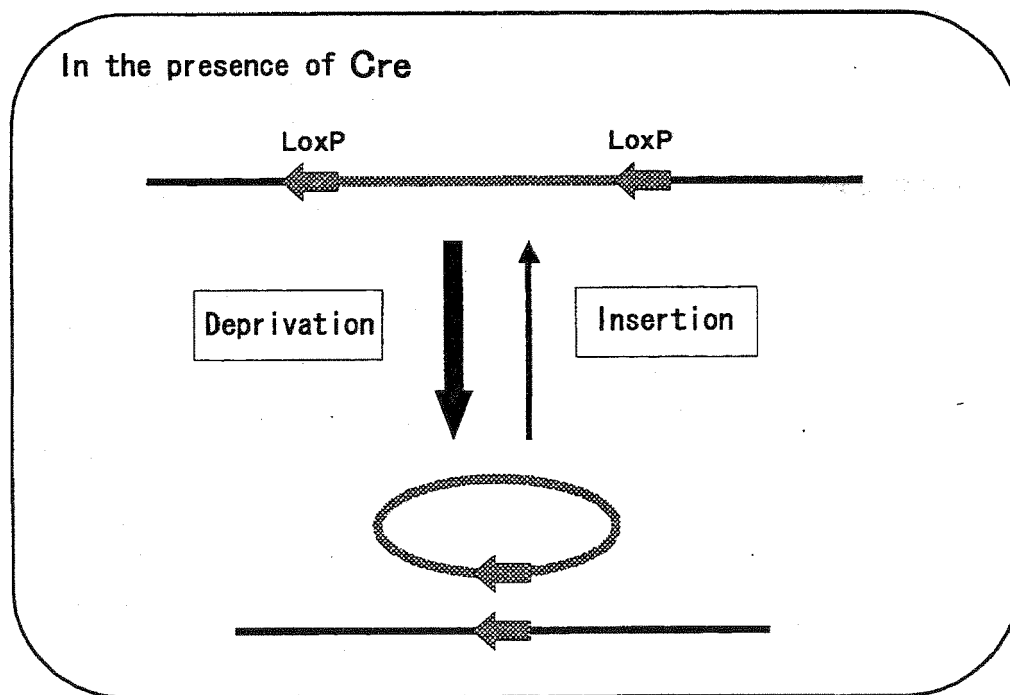 In the presence of Cre
LoxP LoxP
Deprivation Insertion